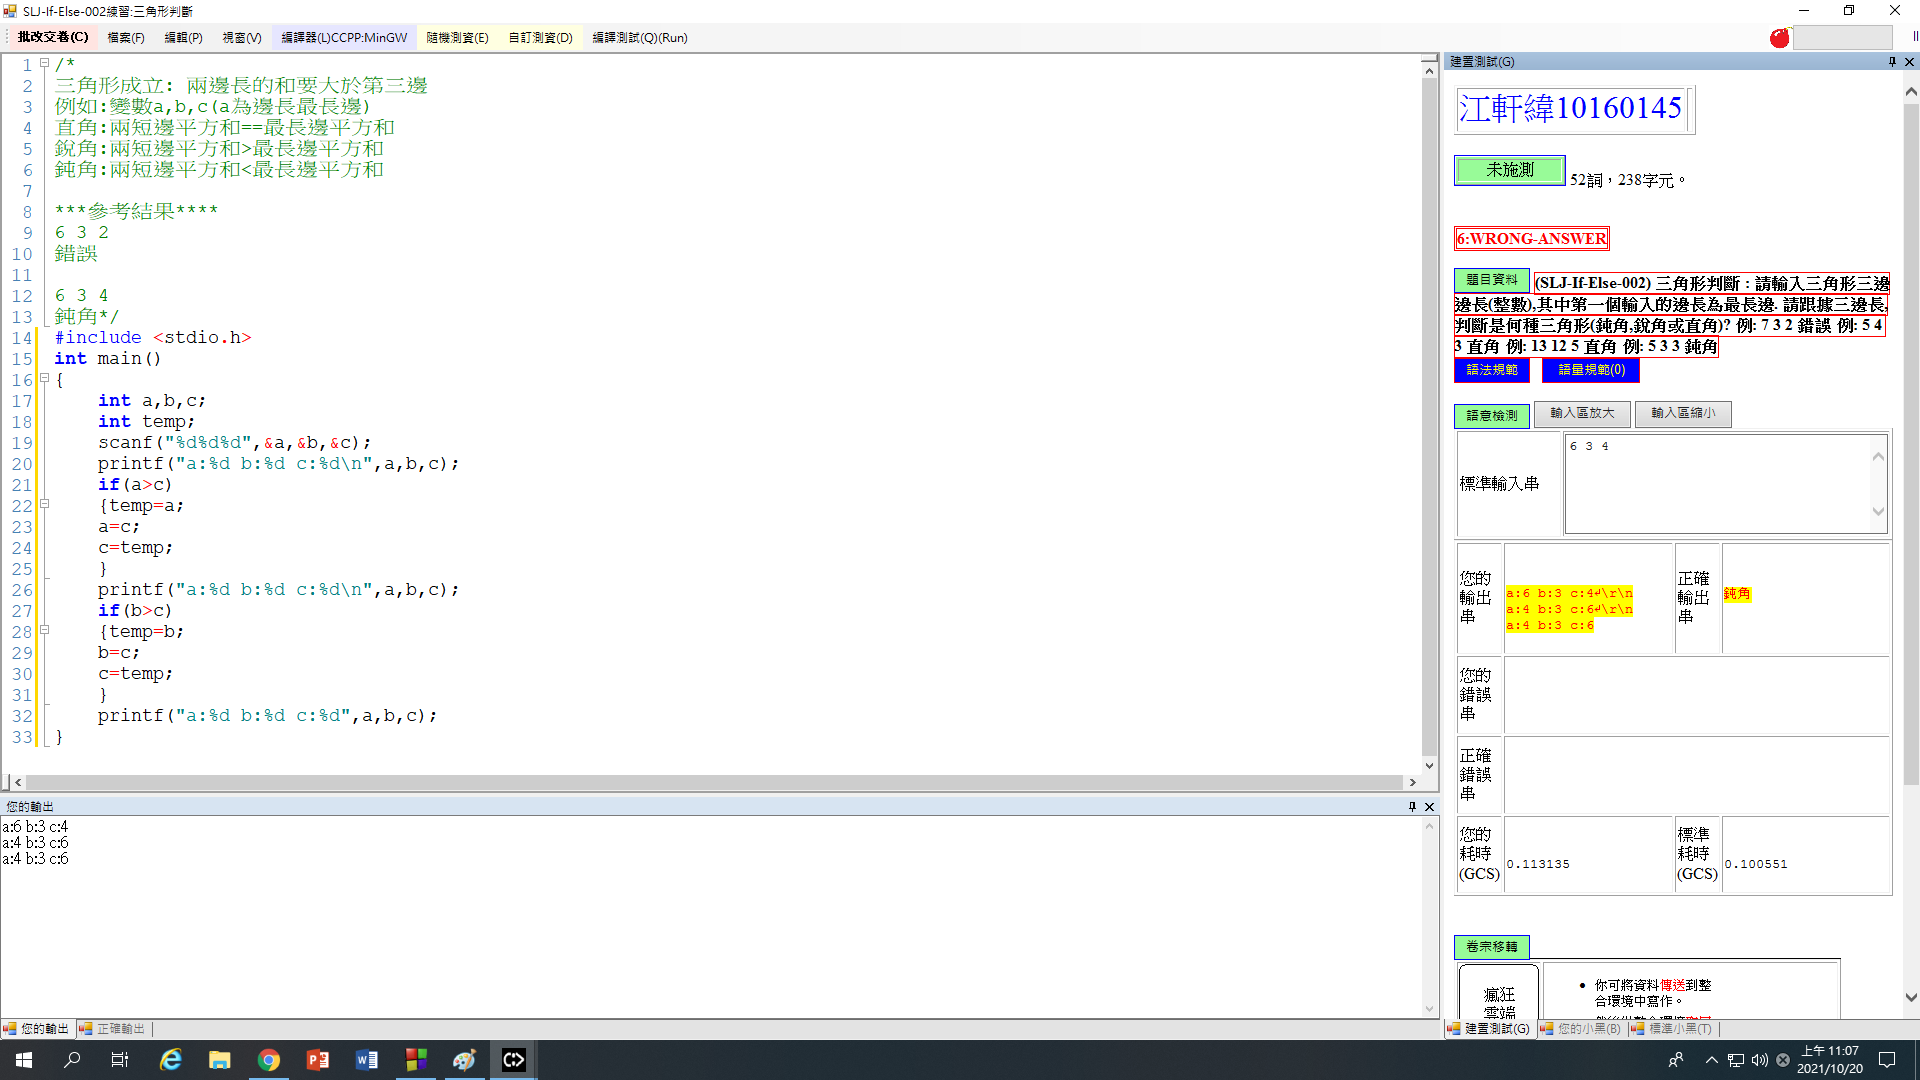 SLJ-If-Else-002練習:三角形判斷
批改交卷(C) 檔案(F) 編輯(P) 視窗(V) 編譯器(L)CCPP:MinGW 隨機測資(E) 自訂測資(D) 編譯測試(Q)(Run)
1 /*
2 三角形成立: 兩邊長的和要大於第三邊
3 例如:變數a,b,c(a為邊長最長邊)
4 直角:兩短邊平方和==最長邊平方和
5 銳角:兩短邊平方和>最長邊平方和
6 鈍角:兩短邊平方和<最長邊平方和
7
8 ***參考結果****
9 6 3 2
10 錯誤
11
12 6 3 4
13 鈍角*/
14 #include <stdio.h>
15 int main()
16 {
17 int a,b,c;
18 int temp;
19 scanf("%d%d%d",&a,&b,&c);
20 printf("a:%d b:%d c:%d\n",a,b,c);
21 if(a>c)
22 {temp=a;
23 a=c;
24 c=temp;
25 }
26 printf("a:%d b:%d c:%d\n",a,b,c);
27 if(b>c)
28 {temp=b;
29 b=c;
30 c=temp;
31 }
32 printf("a:%d b:%d c:%d",a,b,c);
33 }
您的輸出
a:6 b:3 c:4
a:4 b:3 c:6
a:4 b:3 c:6
您的輸出 正確輸出
建置測試(G)
江軒緯10160145
未施測 52詞，238字元。
6:WRONG-ANSWER
題目資料 (SLJ-If-Else-002) 三角形判斷 : 請輸入三角形三邊
邊長(整數),其中第一個輸入的邊長為最長邊. 請跟據三邊長,
判斷是何種三角形(鈍角,銳角或直角)? 例: 7 3 2 錯誤 例: 5 4
3 直角 例: 13 12 5 直角 例: 5 3 3 鈍角
語法規範 語量規範(0)
語意檢測 輸入區放大 輸入區縮小
標準輸入串 6 3 4
您的輸出串
a:6 b:3 c:4↵\r\n
a:4 b:3 c:6↵\r\n
a:4 b:3 c:6
正確輸出串 鈍角
您的錯誤串
正確錯誤串
您的耗時(GCS) 0.113135 標準耗時(GCS) 0.100551
卷宗移轉
瘋狂
雲端
• 你可將資料傳送到整
合環境中寫作。
建置測試(G) 您的小黑(B) 標準小黑(T)
上午 11:07
2021/10/20